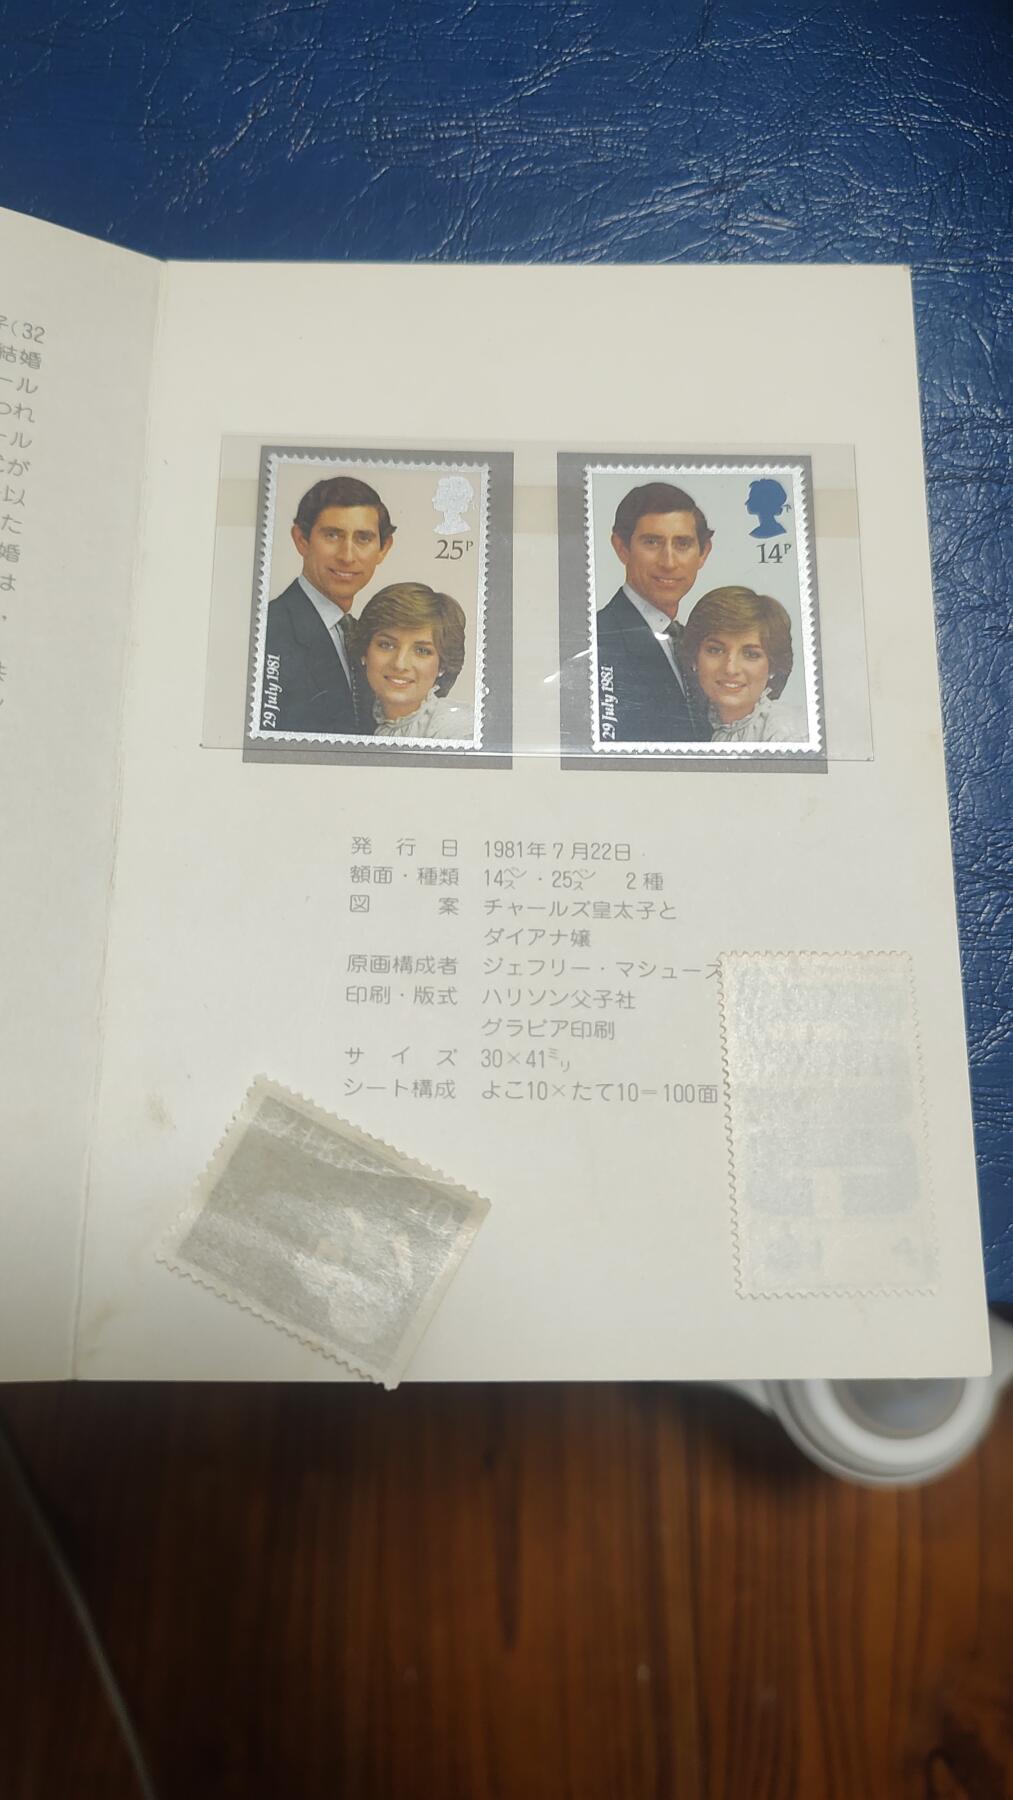 子(32
結婚
ール
つれ
ール
が
以
た
婚
は
25P
29 July 1981
14P
29 July 1981
発行日 1981年7月22日
額面・種類 14ペンス・25ペンス 2種
図案 チャールズ皇太子と
ダイアナ嬢
原画構成者 ジェフリー・マシューズ
印刷・版式 ハリソン父子社
グラビア印刷
サイズ 30×41ミリ
シート構成 よこ10×たて10=100面